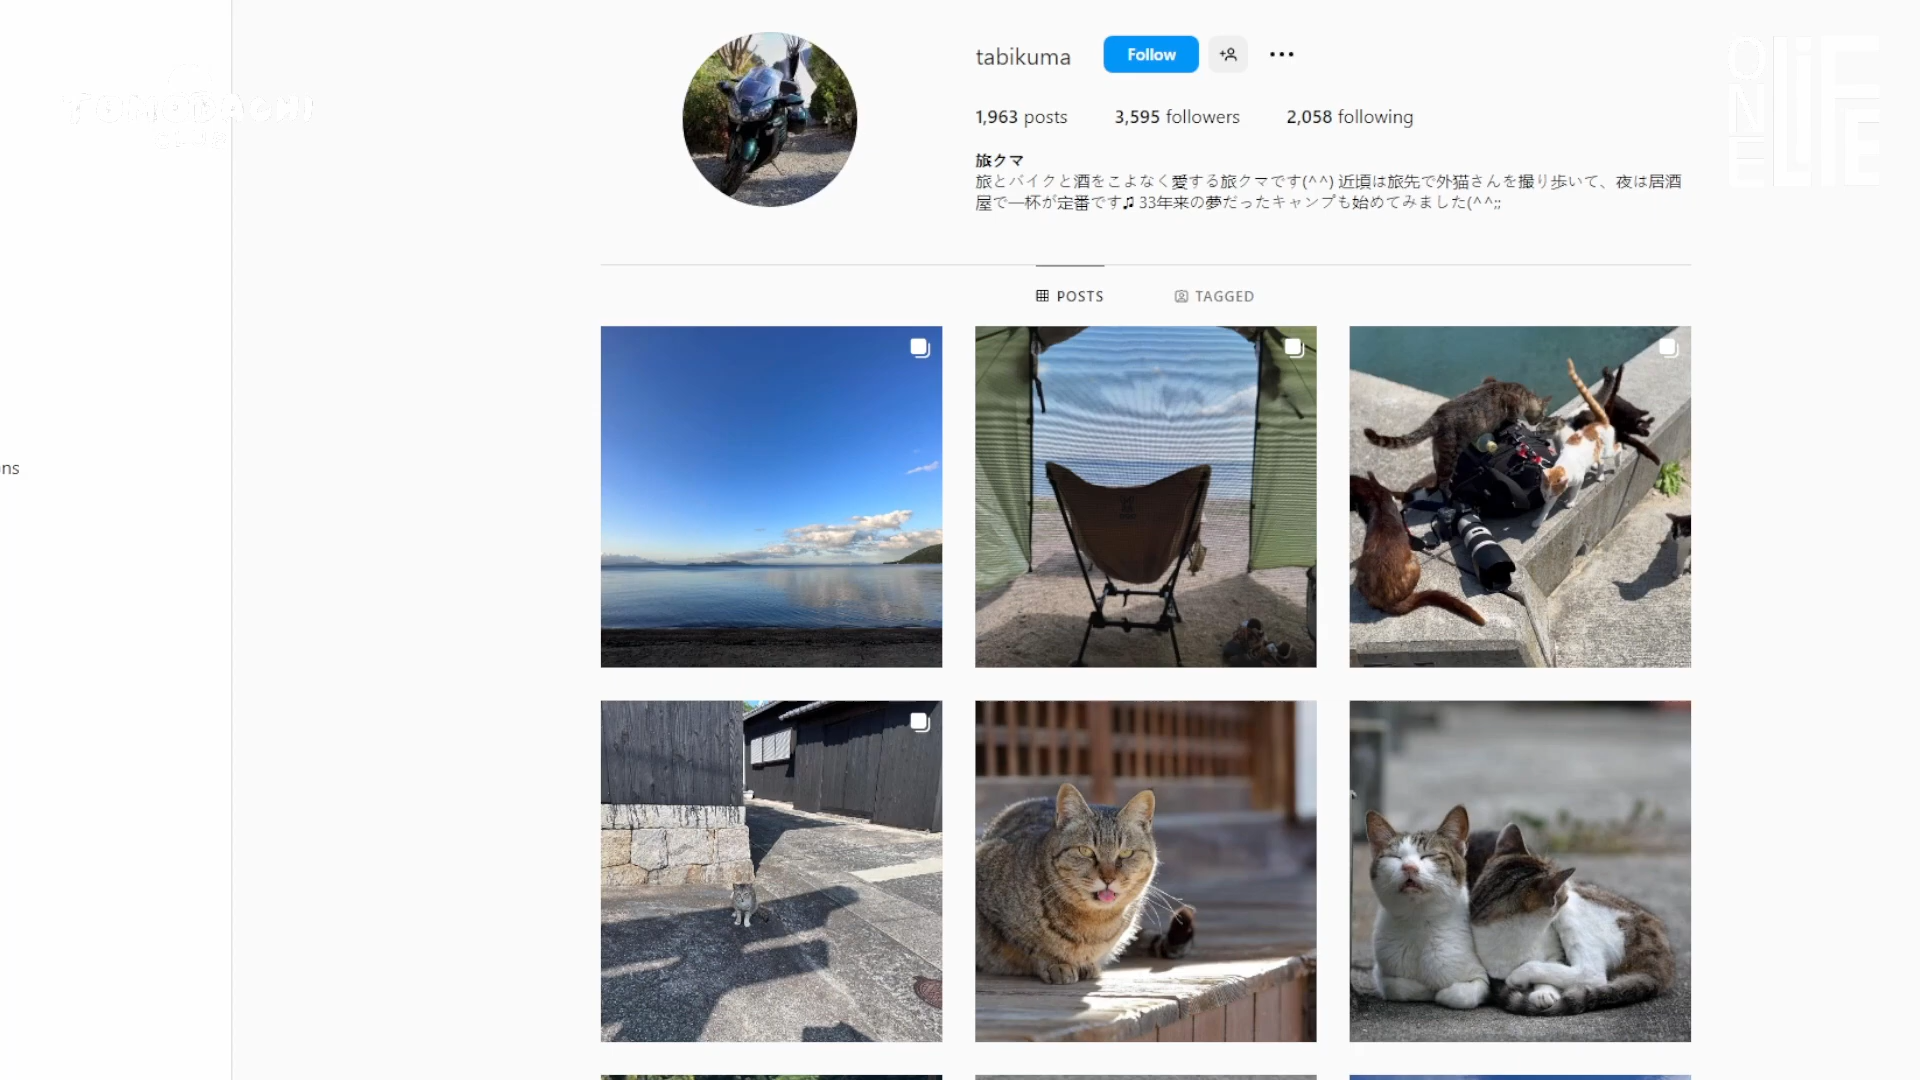 tabikuma
Follow
1,963 posts 3,595 followers 2,058 following
旅クマ
旅とバイクと酒をこよなく愛する旅クマです(^^) 近頃は旅先で外猫さんを撮り歩いて、夜は居酒
屋で一杯が定番です♫ 33年来の夢だったキャンプも始めてみました(^^;;
POSTS
TAGGED
ns
TOMODACHI
ONE LIFE